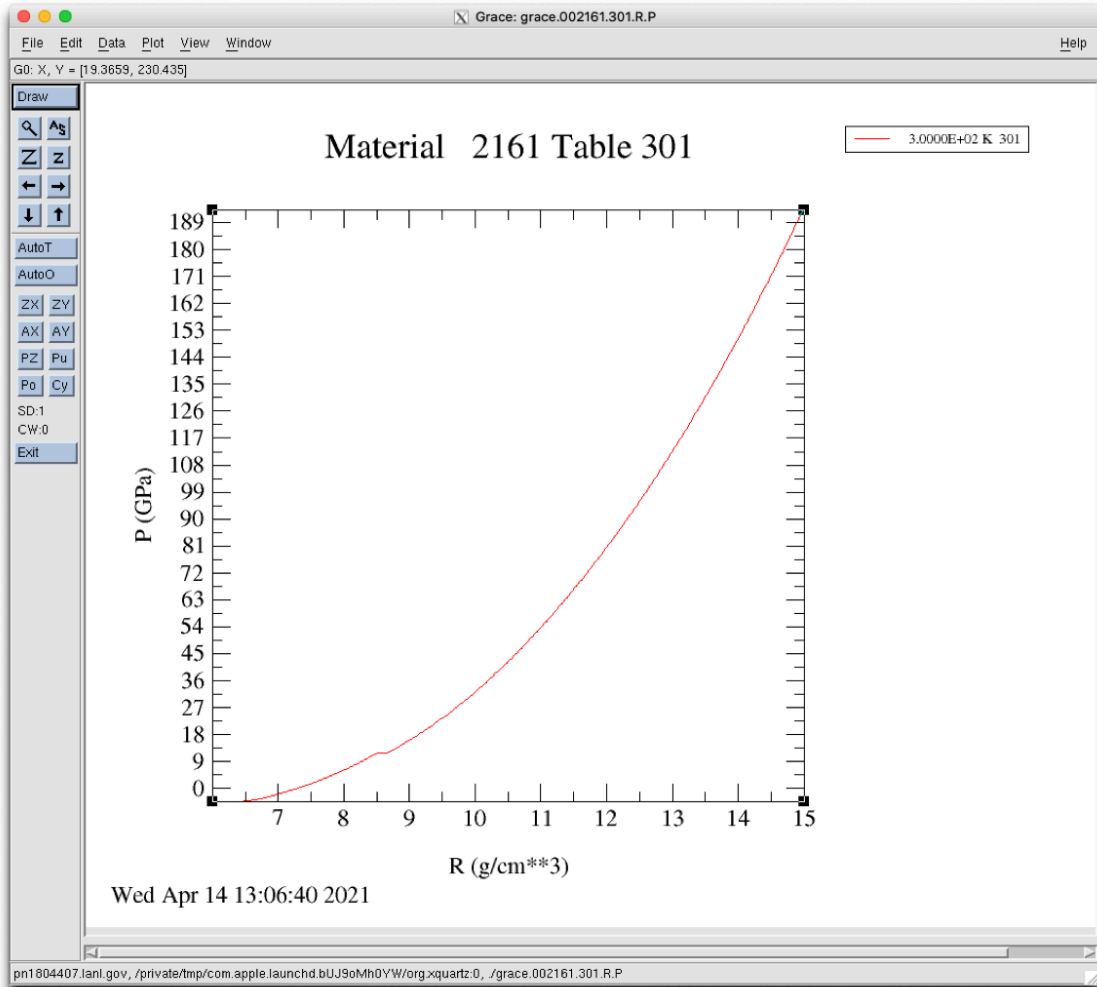 Grace: grace.002161.301.R.P
File Edit Data Plot View Window Help
G0: X, Y = [19.3659, 230.435]
Draw
AS
Z z
AutoT
AutoO
ZX ZY
AX AY
PZ Pu
Po Cy
SD:1
CW:0
Exit
Material 2161 Table 301
3.0000E+02 K 301
189
180
171
162
153
144
135
126
117
108
99
90
81
72
63
54
45
36
27
18
9
0
P (GPa)
7 8 9 10 11 12 13 14 15
R (g/cm**3)
Wed Apr 14 13:06:40 2021
pn1804407.lanl.gov, /private/tmp/com.apple.launchd.bUJ9oMh0YW/org.xquartz:0, ./grace.002161.301.R.P